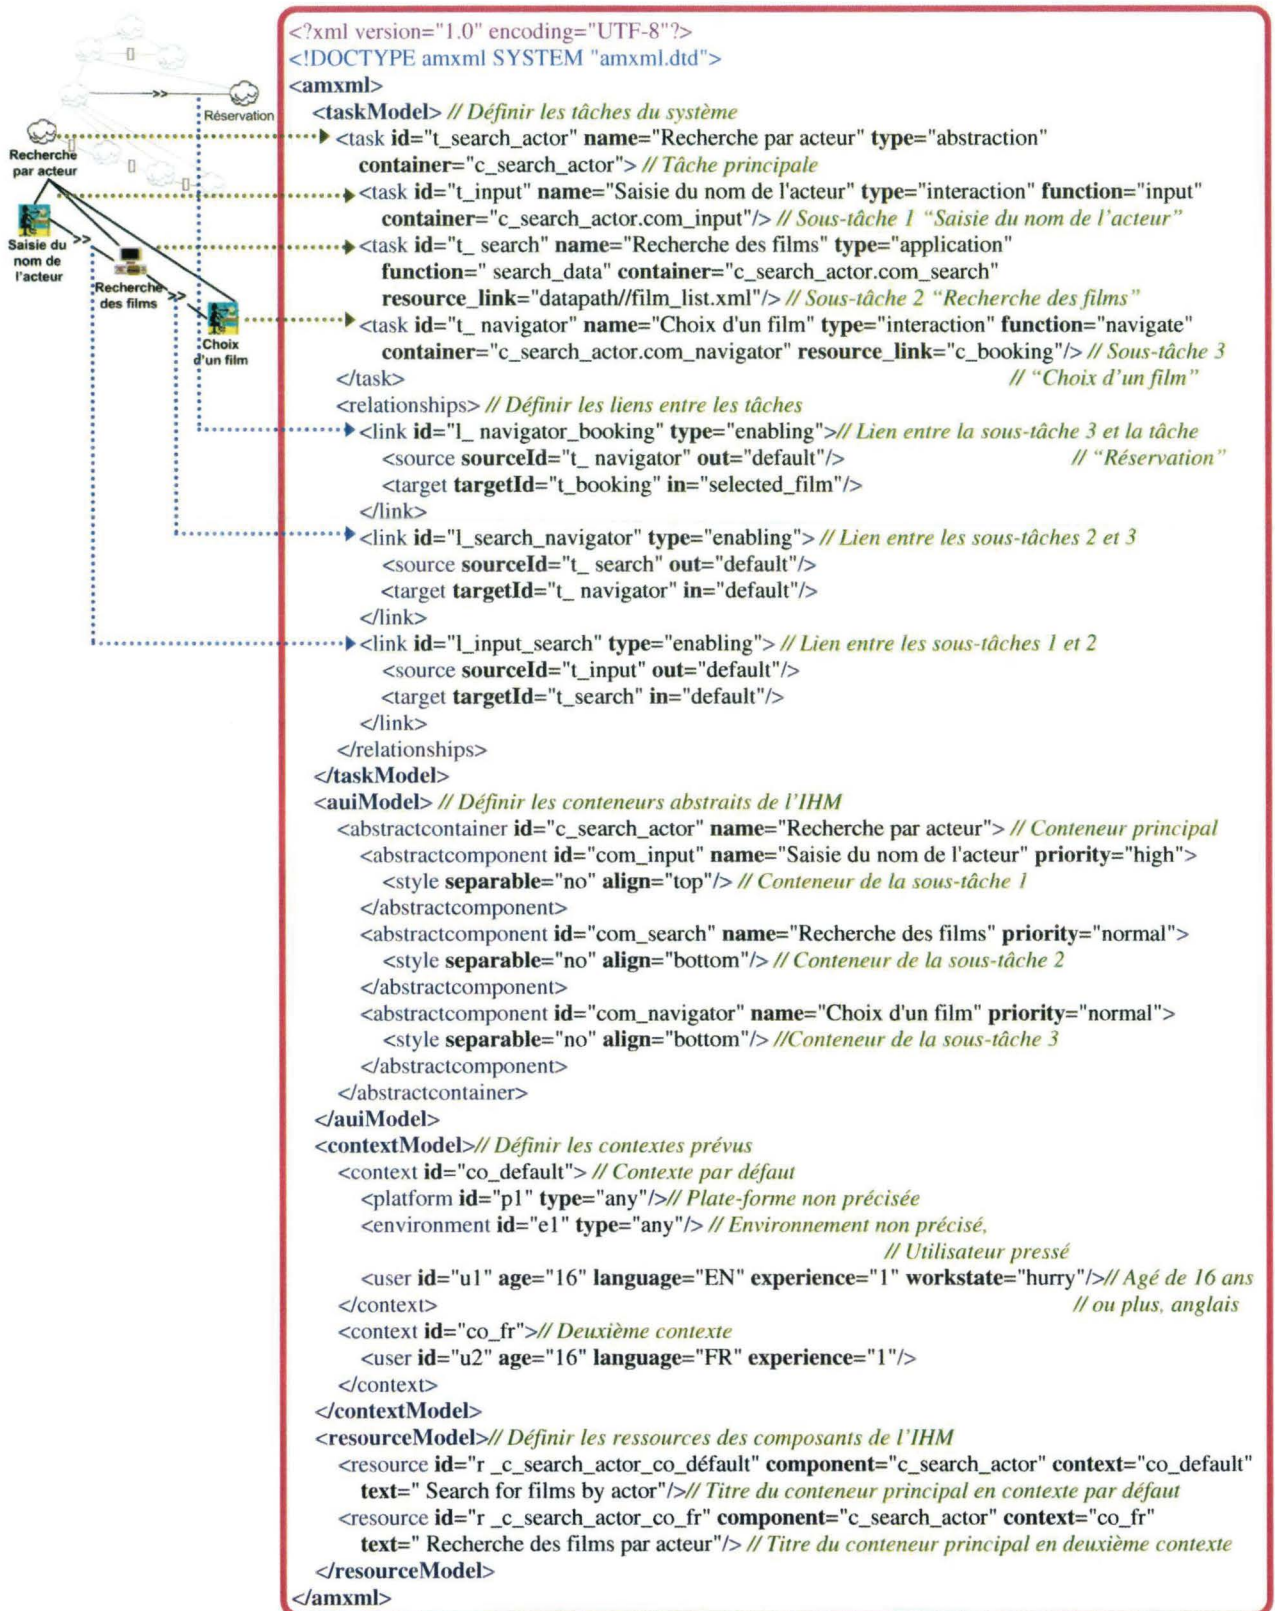 Réservation
Recherche
par acteur
Saisie du
nom de
l'acteur
Recherche
des films
Choix
d'un film
[]
[]
[]
[]
>>
>>
>>
<?xml version="1.0" encoding="UTF-8"?>
<!DOCTYPE amxml SYSTEM "amxml.dtd">
<amxml>
<taskModel> // Définir les tâches du système
<task id="t_search_actor" name="Recherche par acteur" type="abstraction"
container="c_search_actor"> // Tâche principale
<task id="t_input" name="Saisie du nom de l'acteur" type="interaction" function="input"
container="c_search_actor.com_input"/> // Sous-tâche 1 “Saisie du nom de l’acteur”
<task id="t_ search" name="Recherche des films" type="application"
function=" search_data" container="c_search_actor.com_search"
resource_link="datapath//film_list.xml"/> // Sous-tâche 2 “Recherche des films”
<task id="t_ navigator" name="Choix d'un film" type="interaction" function="navigate"
container="c_search_actor.com_navigator" resource_link="c_booking"/> // Sous-tâche 3
</task> // “Choix d’un film”
<relationships> // Définir les liens entre les tâches
<link id="l_ navigator_booking" type="enabling">// Lien entre la sous-tâche 3 et la tâche
<source sourceId="t_ navigator" out="default"/> // “Réservation”
<target targetId="t_booking" in="selected_film"/>
</link>
<link id="l_search_navigator" type="enabling"> // Lien entre les sous-tâches 2 et 3
<source sourceId="t_ search" out="default"/>
<target targetId="t_ navigator" in="default"/>
</link>
<link id="l_input_search" type="enabling"> // Lien entre les sous-tâches 1 et 2
<source sourceId="t_input" out="default"/>
<target targetId="t_search" in="default"/>
</link>
</relationships>
</taskModel>
<auiModel> // Définir les conteneurs abstraits de l’IHM
<abstractcontainer id="c_search_actor" name="Recherche par acteur"> // Conteneur principal
<abstractcomponent id="com_input" name="Saisie du nom de l'acteur" priority="high">
<style separable="no" align="top"/> // Conteneur de la sous-tâche 1
</abstractcomponent>
<abstractcomponent id="com_search" name="Recherche des films" priority="normal">
<style separable="no" align="bottom"/> // Conteneur de la sous-tâche 2
</abstractcomponent>
<abstractcomponent id="com_navigator" name="Choix d'un film" priority="normal">
<style separable="no" align="bottom"/> //Conteneur de la sous-tâche 3
</abstractcomponent>
</abstractcontainer>
</auiModel>
<contextModel>// Définir les contextes prévus
<context id="co_default"> // Contexte par défaut
<platform id="p1" type="any"/>// Plate-forme non précisée
<environment id="e1" type="any"/> // Environnement non précisé,
// Utilisateur pressé
<user id="u1" age="16" language="EN" experience="1" workstate="hurry"/>// Agé de 16 ans
</context> // ou plus, anglais
<context id="co_fr">// Deuxième contexte
<user id="u2" age="16" language="FR" experience="1"/>
</context>
</contextModel>
<resourceModel>// Définir les ressources des composants de l’IHM
<resource id="r _c_search_actor_co_défault" component="c_search_actor" context="co_default"
text=" Search for films by actor"/>// Titre du conteneur principal en contexte par défaut
<resource id="r _c_search_actor_co_fr" component="c_search_actor" context="co_fr"
text=" Recherche des films par acteur"/> // Titre du conteneur principal en deuxième contexte
</resourceModel>
</amxml>